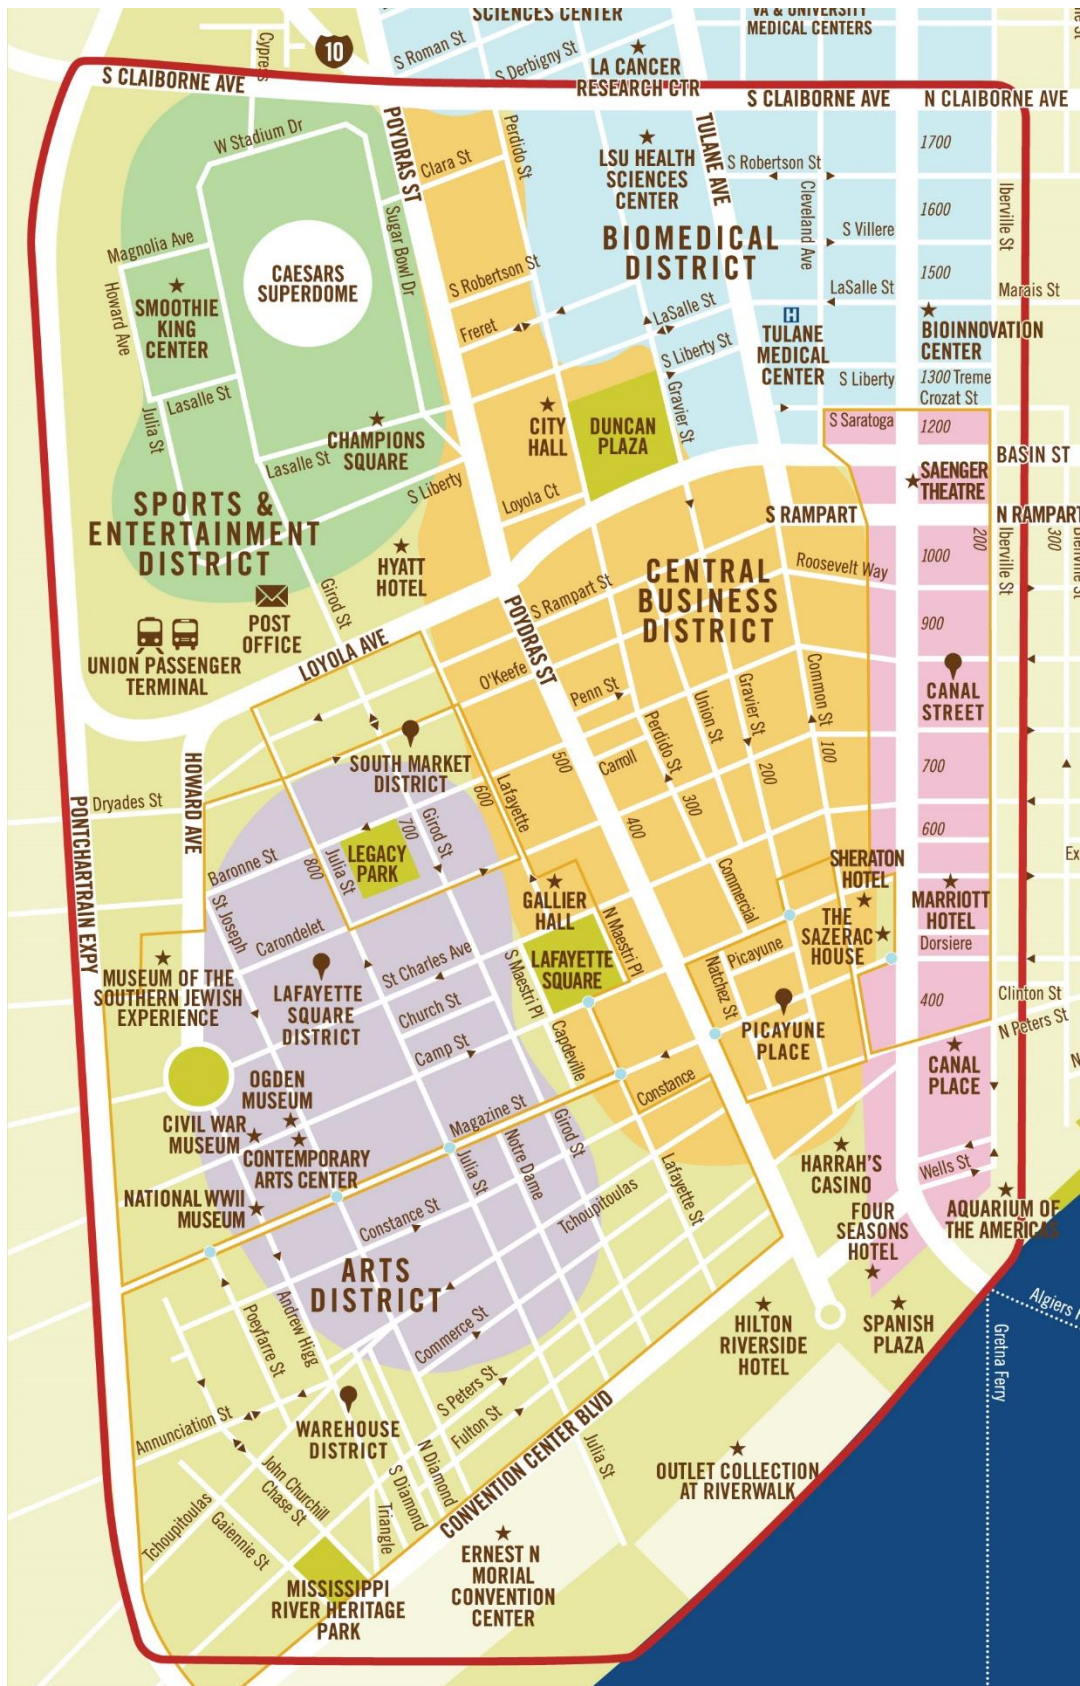 SCIENCES CENTER
VA & UNIVERSITY
MEDICAL CENTERS
Cypres
10
S Roman St
S Derbigny St
LA CANCER
RESEARCH CTR
S CLAIBORNE AVE
S CLAIBORNE AVE
N CLAIBORNE AVE
W Stadium Dr
POYDRAS ST
Perdido St
Clara St
TULANE AVE
1700
LSU HEALTH
SCIENCES
CENTER
S Robertson St
Cleveland Ave
Iberville St
1600
S Villere
Magnolia Ave
Sugar Bowl Dr
BIOMEDICAL
DISTRICT
CAESARS
SUPERDOME
Howard Ave
SMOOTHIE
KING
CENTER
S Robertson St
1500
LaSalle St
Marais St
Freret
LaSalle St
H
TULANE
MEDICAL
CENTER
BIOINNOVATION
CENTER
S Liberty St
S Liberty
1300
Treme
Crozat St
Lasalle St
Julia St
Gravier St
CHAMPIONS
SQUARE
CITY
HALL
DUNCAN
PLAZA
S Saratoga
1200
Lasalle St
BASIN ST
S Liberty
SAENGER
THEATRE
Loyola Ct
SPORTS &
ENTERTAINMENT
DISTRICT
S RAMPART
N RAMPART
200
300
Iberville St
Bienville St
HYATT
HOTEL
CENTRAL
BUSINESS
DISTRICT
Roosevelt Way
1000
POST
OFFICE
Girod St
S Rampart St
POYDRAS ST
900
UNION PASSENGER
TERMINAL
LOYOLA AVE
O'Keefe
Penn St
Union St
Gravier St
Common St
CANAL
STREET
SOUTH MARKET
DISTRICT
HOWARD AVE
500
Carroll
Perdido St
200
100
700
Dryades St
600
Lafayette
300
PONTCHARTRAIN EXPY
Girod St
700
400
600
Baronne St
800
Julia St
LEGACY
PARK
Commercial
SHERATON
HOTEL
Ex
GALLIER
HALL
St Joseph
Carondelet
N Maestri Pl
THE
SAZERAC
HOUSE
MARRIOTT
HOTEL
Dorsiere
MUSEUM OF THE
SOUTHERN JEWISH
EXPERIENCE
St Charles Ave
S Maestri Pl
LAFAYETTE
SQUARE
Picayune
Natchez St
LAFAYETTE
SQUARE
DISTRICT
Church St
400
Clinton St
N Peters St
PICAYUNE
PLACE
Camp St
Capdeville
CANAL
PLACE
N
OGDEN
MUSEUM
Constance
CIVIL WAR
MUSEUM
Magazine St
Girod St
CONTEMPORARY
ARTS CENTER
Julia St
Notre Dame
Lafayette St
HARRAH'S
CASINO
Wells St
NATIONAL WWII
MUSEUM
Constance St
Tchoupitoulas
FOUR
SEASONS
HOTEL
AQUARIUM OF
THE AMERICAS
ARTS
DISTRICT
Poeyfarre St
Andrew Higg
Commerce St
HILTON
RIVERSIDE
HOTEL
SPANISH
PLAZA
Algiers
Gretna Ferry
S Peters St
Fulton St
Annunciation St
WAREHOUSE
DISTRICT
CONVENTION CENTER BLVD
Julia St
John Churchill
Chase St
N Diamond
S Diamond
Triangle
OUTLET COLLECTION
AT RIVERWALK
Tchoupitoulas
Gaiennie St
ERNEST N
MORIAL
CONVENTION
CENTER
MISSISSIPPI
RIVER HERITAGE
PARK